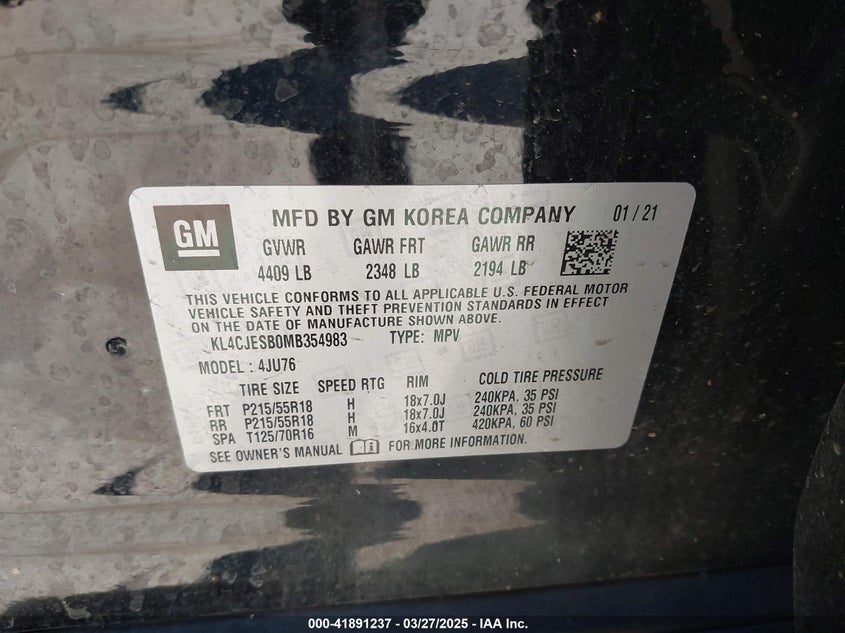 GM
MFD BY GM KOREA COMPANY 01/21
GVWR GAWR FRT GAWR RR
4409 LB 2348 LB 2194 LB
THIS VEHICLE CONFORMS TO ALL APPLICABLE U.S. FEDERAL MOTOR
VEHICLE SAFETY AND THEFT PREVENTION STANDARDS IN EFFECT
ON THE DATE OF MANUFACTURE SHOWN ABOVE.
KL4CJESB0MB354983 TYPE: MPV
MODEL: 4JU76
TIRE SIZE SPEED RTG RIM COLD TIRE PRESSURE
FRT P215/55R18 H 18x7.0J 240KPA, 35 PSI
RR P215/55R18 H 18x7.0J 240KPA, 35 PSI
SPA T125/70R16 M 16x4.0T 420KPA, 60 PSI
SEE OWNER'S MANUAL FOR MORE INFORMATION.
000-41891237 - 03/27/2025 - IAA Inc.